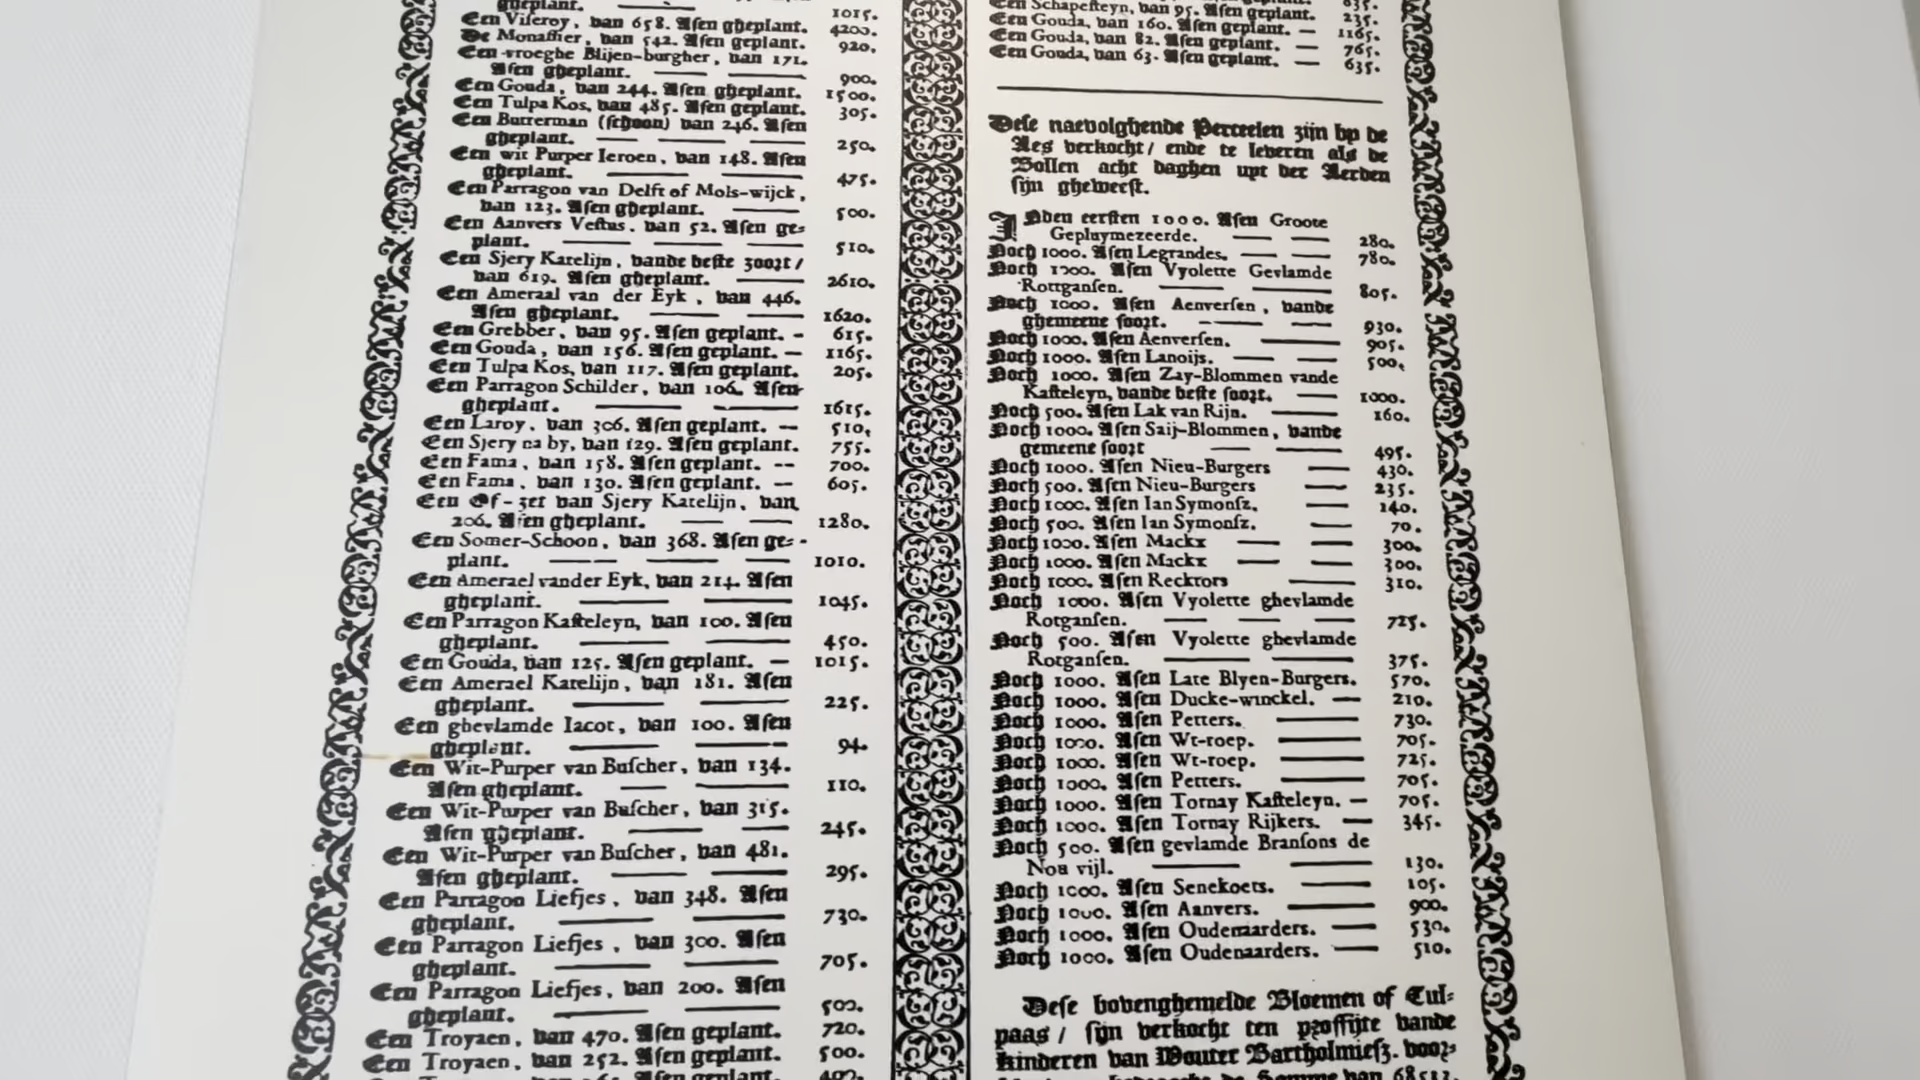 gheplant. 1015.
Een Viseroy, van 658. Asen gheplant. 4200.
De Monassier, van 542. Asen geplant. 920.
Een vroeghe Blijen-burgher, van 171.
Asen gheplant. 900.
Een Gouda, van 244. Asen gheplant. 1500.
Een Tulpa Kos, van 485. Asen geplant. 305.
Een Butterman (schoon) van 246. Asen
gheplant. 250.
Een wit Purper Ieroen, van 148. Asen
gheplant. 475.
Een Parragon van Delft of Mols-wijck,
van 123. Asen gheplant. 500.
Een Aanvers Vestus, van 52. Asen ge-
plant. 510.
Een Sjery Katelijn, vande beste zoort /
van 619. Asen gheplant. 2610.
Een Ameraal van der Eyk, van 446.
Asen gheplant. 1620.
Een Grebber, van 95. Asen geplant. - 615.
Een Gouda, van 156. Asen geplant. — 1165.
Een Tulpa Kos, van 117. Asen geplant. 205.
Een Parragon Schilder, van 106. Asen
gheplant. 1615.
Een Laroy, van 306. Asen geplant. — 510.
Een Sjery na by, van 129. Asen geplant. 755.
Een Fama, van 158. Asen geplant. -- 700.
Een Fama, van 130. Asen geplant. — 605.
Een Of-zet van Sjery Katelijn, van
206. Asen gheplant. 1280.
Een Somer-Schoon, van 368. Asen ge-
plant. 1010.
Een Amerael vander Eyk, van 214. Asen
gheplant. 1045.
Een Parragon Kasteleyn, van 100. Asen
gheplant. 450.
Een Gouda, van 125. Asen geplant. — 1015.
Een Amerael Katelijn, van 181. Asen
gheplant. 225.
Een ghevlamde Iacot, van 100. Asen
gheplant. 94.
Een Wit-Purper van Buscher, van 134.
Asen gheplant. 110.
Een Wit-Purper van Buscher, van 315.
Asen gheplant. 245.
Een Wit-Purper van Buscher, van 481.
Asen gheplant. 295.
Een Parragon Liefjes, van 348. Asen
gheplant. 730.
Een Parragon Liefjes, van 300. Asen
gheplant. 705.
Een Parragon Liefjes, van 200. Asen
gheplant. 500.
Een Troyaen, van 470. Asen geplant. 720.
Een Troyaen, van 252. Asen geplant. 500.
Een Schapesteyn, van 95. Asen geplant. 235.
Een Gouda, van 160. Asen geplant. — 1165.
Een Gouda, van 82. Asen geplant. — 765.
Een Gouda, van 63. Asen geplant. — 635.
Dese naevolghende Perceelen zijn by de
Aes verkocht / ende te leveren als de
Bollen acht daghen uyt der Aerden
sijn gheweest.
INden eersten 1000. Asen Groote
Gepluymezeerde. 280.
Noch 1000. Asen Legrandes. 780.
Noch 1000. Asen Vyolette Gevlamde
Rottgansen. 805.
Noch 1000. Asen Aenversen, vande
ghemeene soort. 930.
Noch 1000. Asen Aenversen. 905.
Noch 1000. Asen Lanoijs. 500.
Noch 1000. Asen Zay-Blommen vande
Kasteleyn, vande beste soort. 1000.
Noch 500. Asen Lak van Rijn. 160.
Noch 1000. Asen Saij-Blommen, vande
gemeene soort 495.
Noch 1000. Asen Nieu-Burgers 430.
Noch 500. Asen Nieu-Burgers 235.
Noch 1000. Asen Ian Symonsz. 140.
Noch 500. Asen Ian Symonsz. 70.
Noch 1000. Asen Mackx 300.
Noch 1000. Asen Mackx 300.
Noch 1000. Asen Recktors 310.
Noch 1000. Asen Vyolette ghevlamde
Rotgansen. 725.
Noch 500. Asen Vyolette ghevlamde
Rotgansen. 375.
Noch 1000. Asen Late Blyen-Burgers. 570.
Noch 1000. Asen Ducke-winckel. — 210.
Noch 1000. Asen Petters. 730.
Noch 1000. Asen Wt-roep. 705.
Noch 1000. Asen Wt-roep. 725.
Noch 1000. Asen Petters. 705.
Noch 1000. Asen Tornay Kasteleyn. — 705.
Noch 1000. Asen Tornay Rijkers. — 345.
Noch 500. Asen gevlamde Bransons de
Nou vijl. 130.
Noch 1000. Asen Senekoets. 105.
Noch 1000. Asen Aanvers. 900.
Noch 1000. Asen Oudenaarders. 530.
Noch 1000. Asen Oudenaarders. 510.
Dese bovenghemelde Bloemen of Tul-
paas / sijn verkocht ten proffijte vande
kinderen van Wouter Bartholmiesz. voor-
de Somme van 68553.